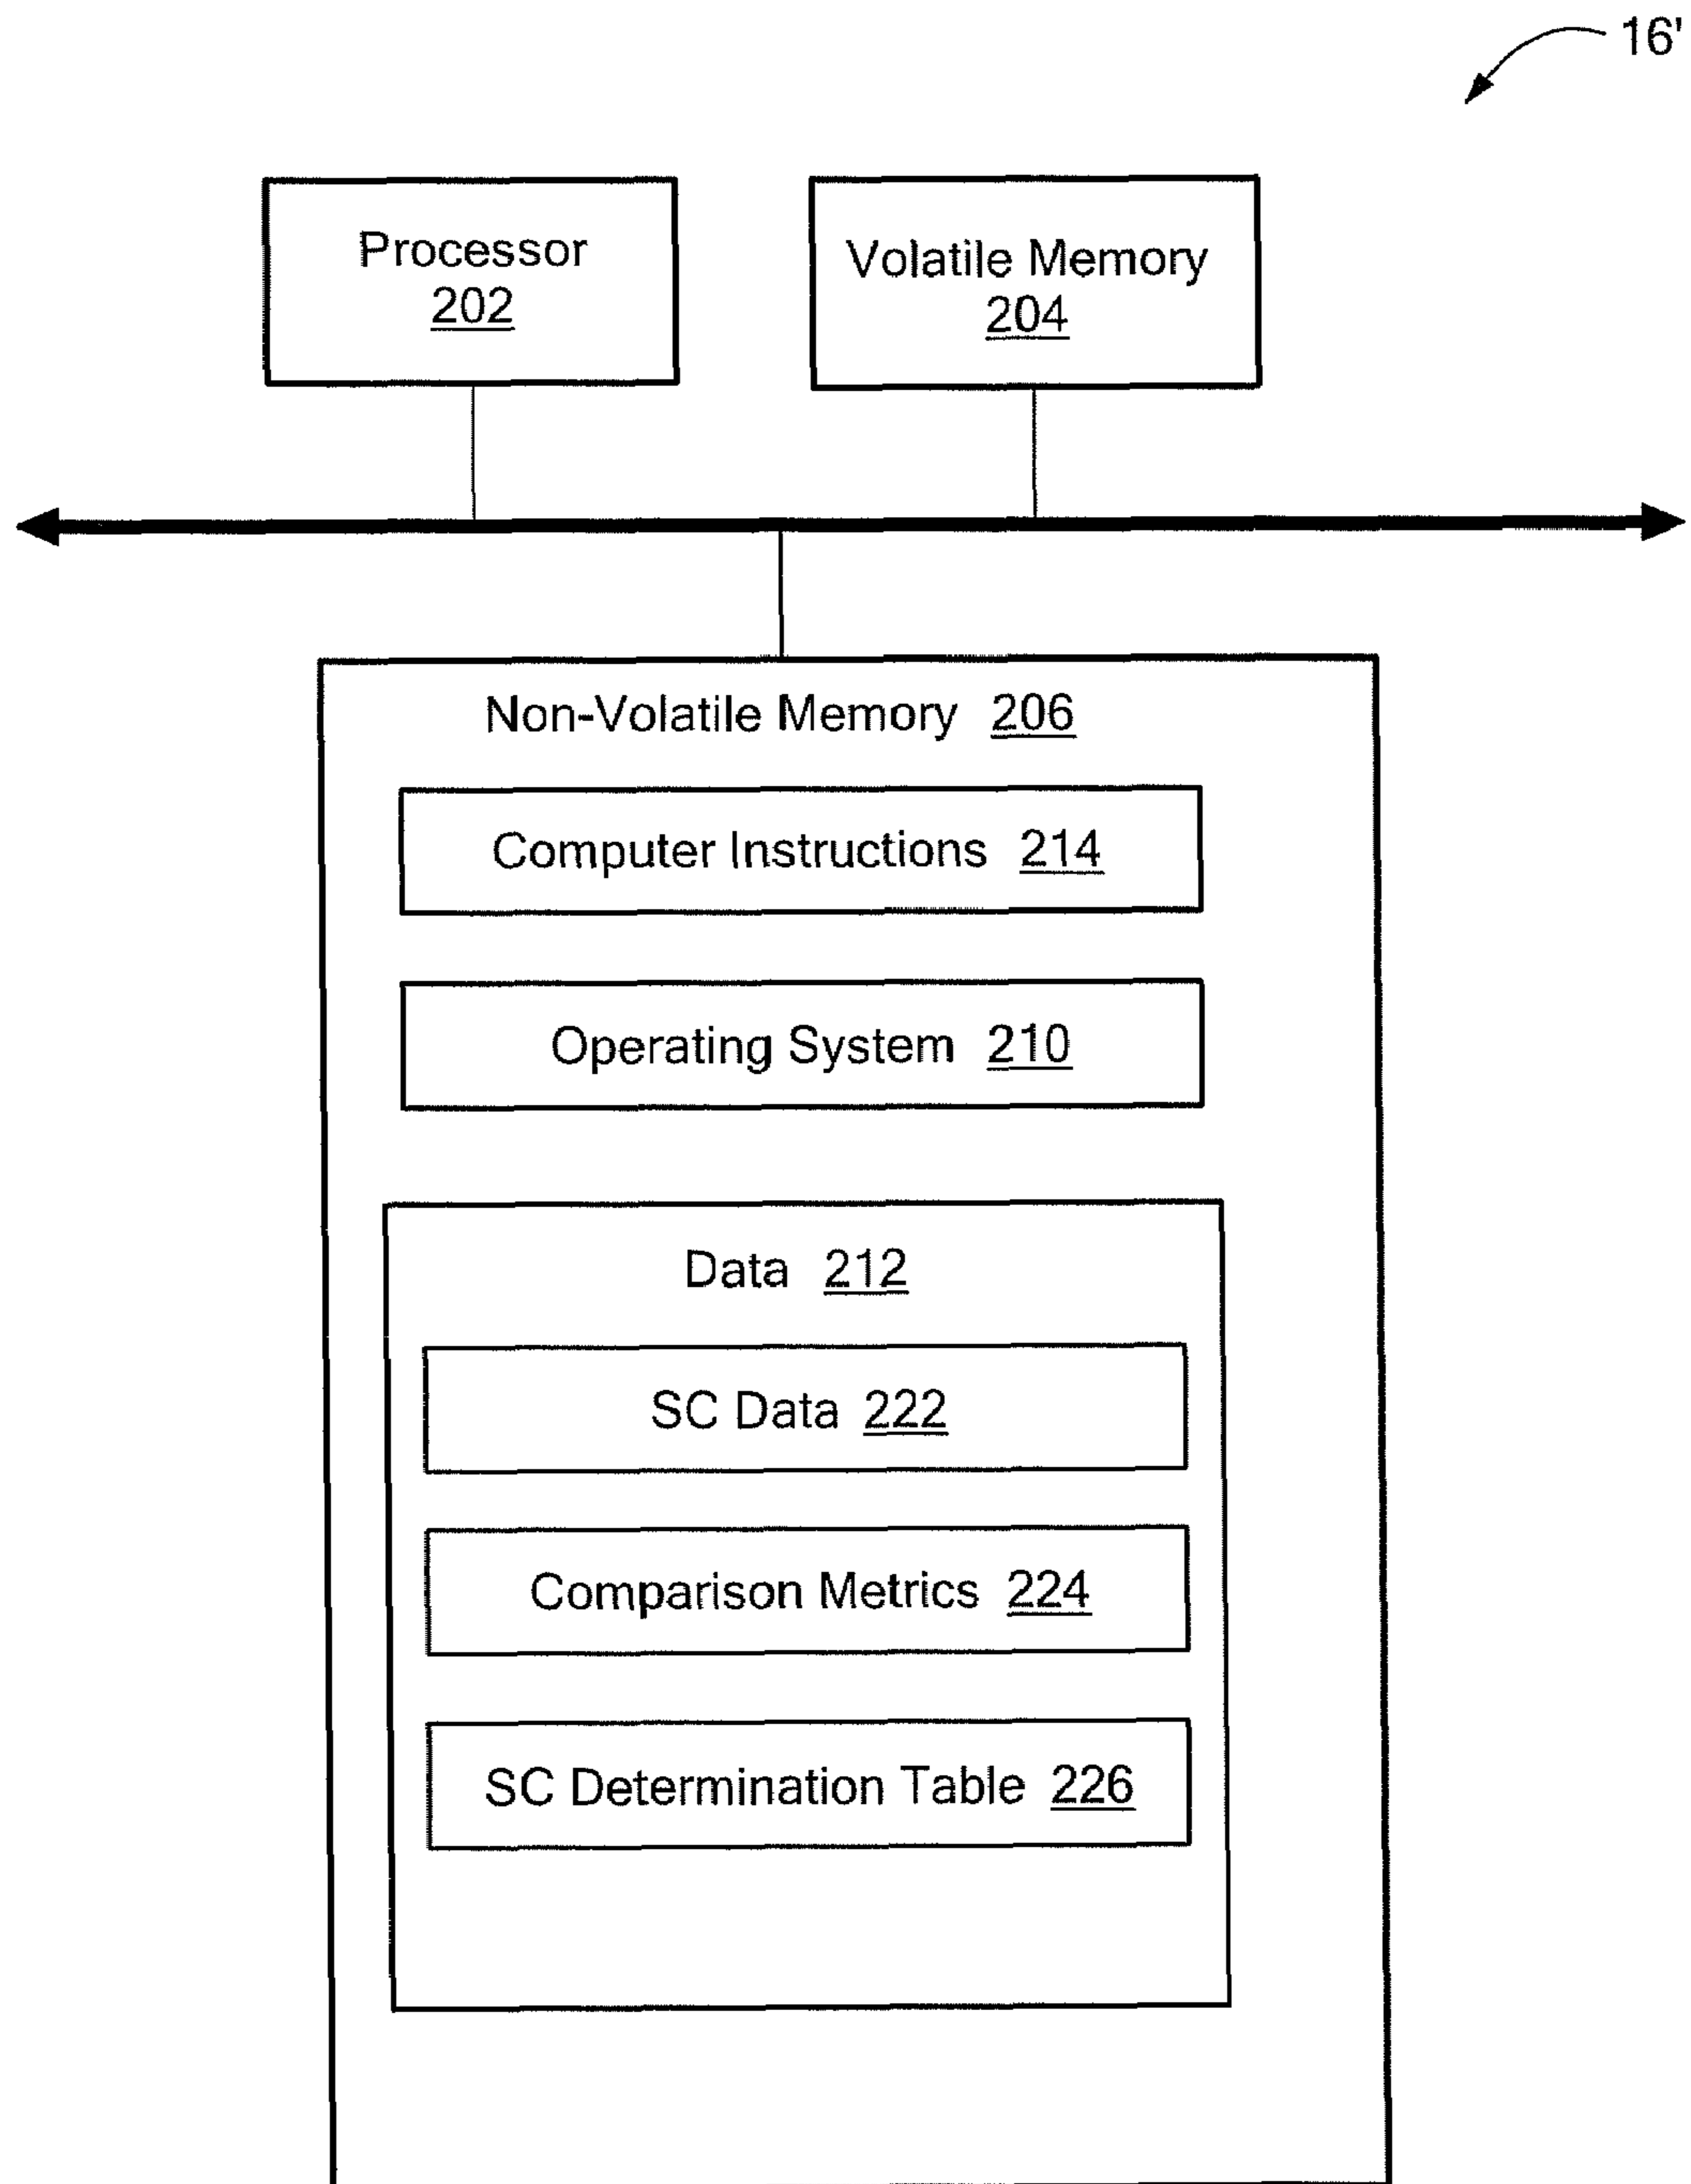 16'
Processor
202
Volatile Memory
204
Non-Volatile Memory 206
Computer Instructions 214
Operating System 210
Data 212
SC Data 222
Comparison Metrics 224
SC Determination Table 226